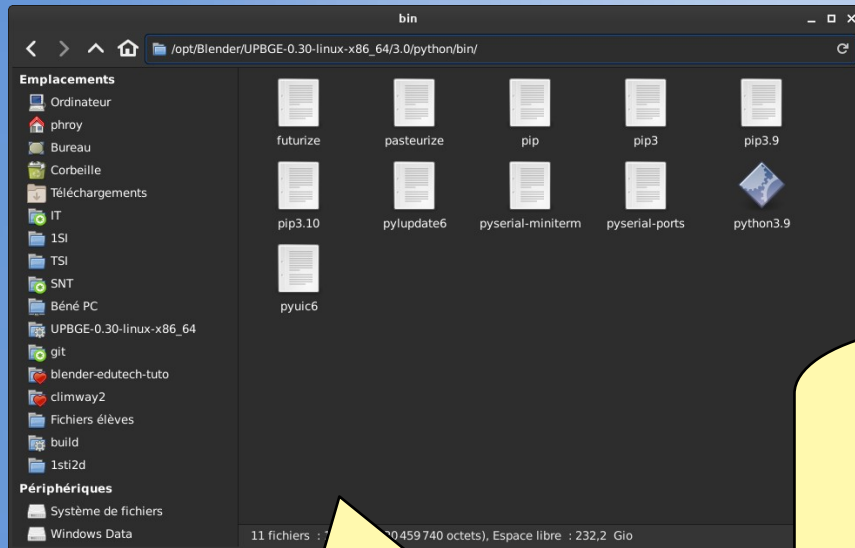 bin
/opt/Blender/UPBGE-0.30-linux-x86_64/3.0/python/bin/
Emplacements
Ordinateur
phroy
Bureau
Corbeille
Téléchargements
IT
1SI
TSI
SNT
Béné PC
UPBGE-0.30-linux-x86_64
git
blender-edutech-tuto
climway2
Fichiers élèves
build
1sti2d
Périphériques
Système de fichiers
Windows Data
futurize pasteurize pip pip3 pip3.9
pip3.10 pylupdate6 pyserial-miniterm pyserial-ports python3.9
pyuic6
11 fichiers : 459 740 octets), Espace libre : 232,2 Gio